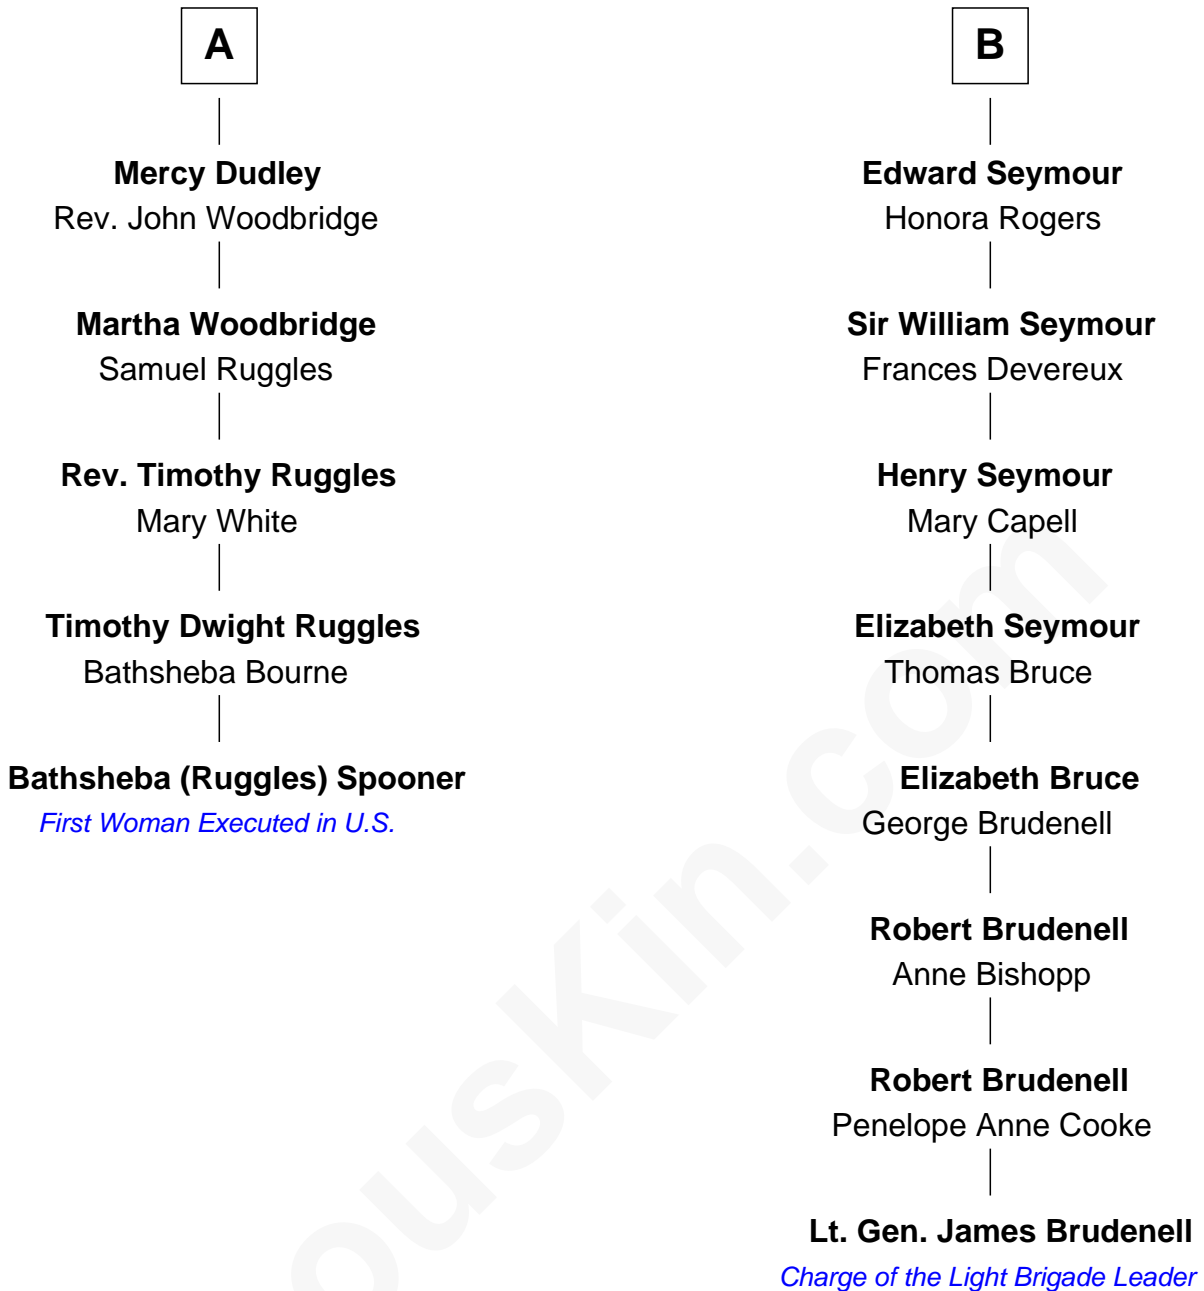 A
Mercy Dudley
Rev. John Woodbridge
Martha Woodbridge
Samuel Ruggles
Rev. Timothy Ruggles
Mary White
Timothy Dwight Ruggles
Bathsheba Bourne
Bathsheba (Ruggles) Spooner
First Woman Executed in U.S.
B
Edward Seymour
Honora Rogers
Sir William Seymour
Frances Devereux
Henry Seymour
Mary Capell
Elizabeth Seymour
Thomas Bruce
Elizabeth Bruce
George Brudenell
Robert Brudenell
Anne Bishopp
Robert Brudenell
Penelope Anne Cooke
Lt. Gen. James Brudenell
Charge of the Light Brigade Leader
ousKin.com